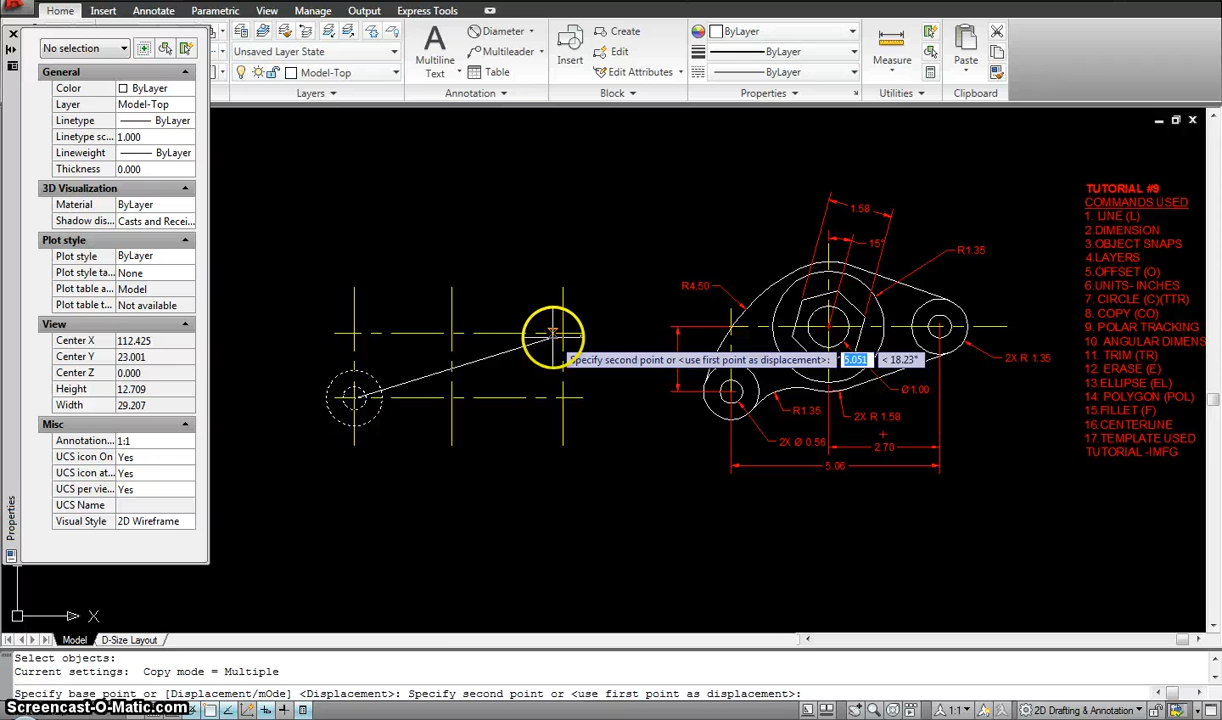 Home Insert Annotate Parametric View Manage Output Express Tools
No selection
General
Color ByLayer
Layer Model-Top
Linetype ByLayer
Linetype sc... 1.000
Lineweight ByLayer
Thickness 0.000
3D Visualization
Material ByLayer
Shadow dis... Casts and Recei...
Plot style
Plot style ByLayer
Plot style ta... None
Plot table a... Model
Plot table t... Not available
View
Center X 112.425
Center Y 23.001
Center Z 0.000
Height 12.709
Width 29.207
Misc
Annotation... 1:1
UCS icon On Yes
UCS icon at... Yes
UCS per vie... Yes
UCS Name
Visual Style 2D Wireframe
Properties
Unsaved Layer State
Model-Top
Layers
Multiline
Text
Diameter
Multileader
Table
Annotation
Insert
Create
Edit
Edit Attributes
Block
ByLayer
ByLayer
ByLayer
Properties
Measure
Utilities
Paste
Clipboard
Specify second point or <use first point as displacement>: 5.051 < 18.23°
1.58
15°
R1.35
R4.50
2X R 1.35
Ø1.00
R1.35
2X R 1.58
2X Ø 0.56
2.70
5.06
TUTORIAL #9
COMMANDS USED
1. LINE (L)
2.DIMENSION
3.OBJECT SNAPS
4.LAYERS
5.OFFSET (O)
6.UNITS- INCHES
7. CIRCLE (C)(TTR)
8. COPY (CO)
9. POLAR TRACKING
10. ANGULAR DIMENS
11. TRIM (TR)
12. ERASE (E)
13.ELLIPSE (EL)
14. POLYGON (POL)
15.FILLET (F)
16 CENTERLINE
17.TEMPLATE USED
TUTORIAL -IMFG
X
Model D-Size Layout
Select objects:
Current settings: Copy mode = Multiple
Specify base point or [Displacement/mOde] <Displacement>: Specify second point or <use first point as displacement>:
Screencast-O-Matic.com
1:1 2D Drafting & Annotation